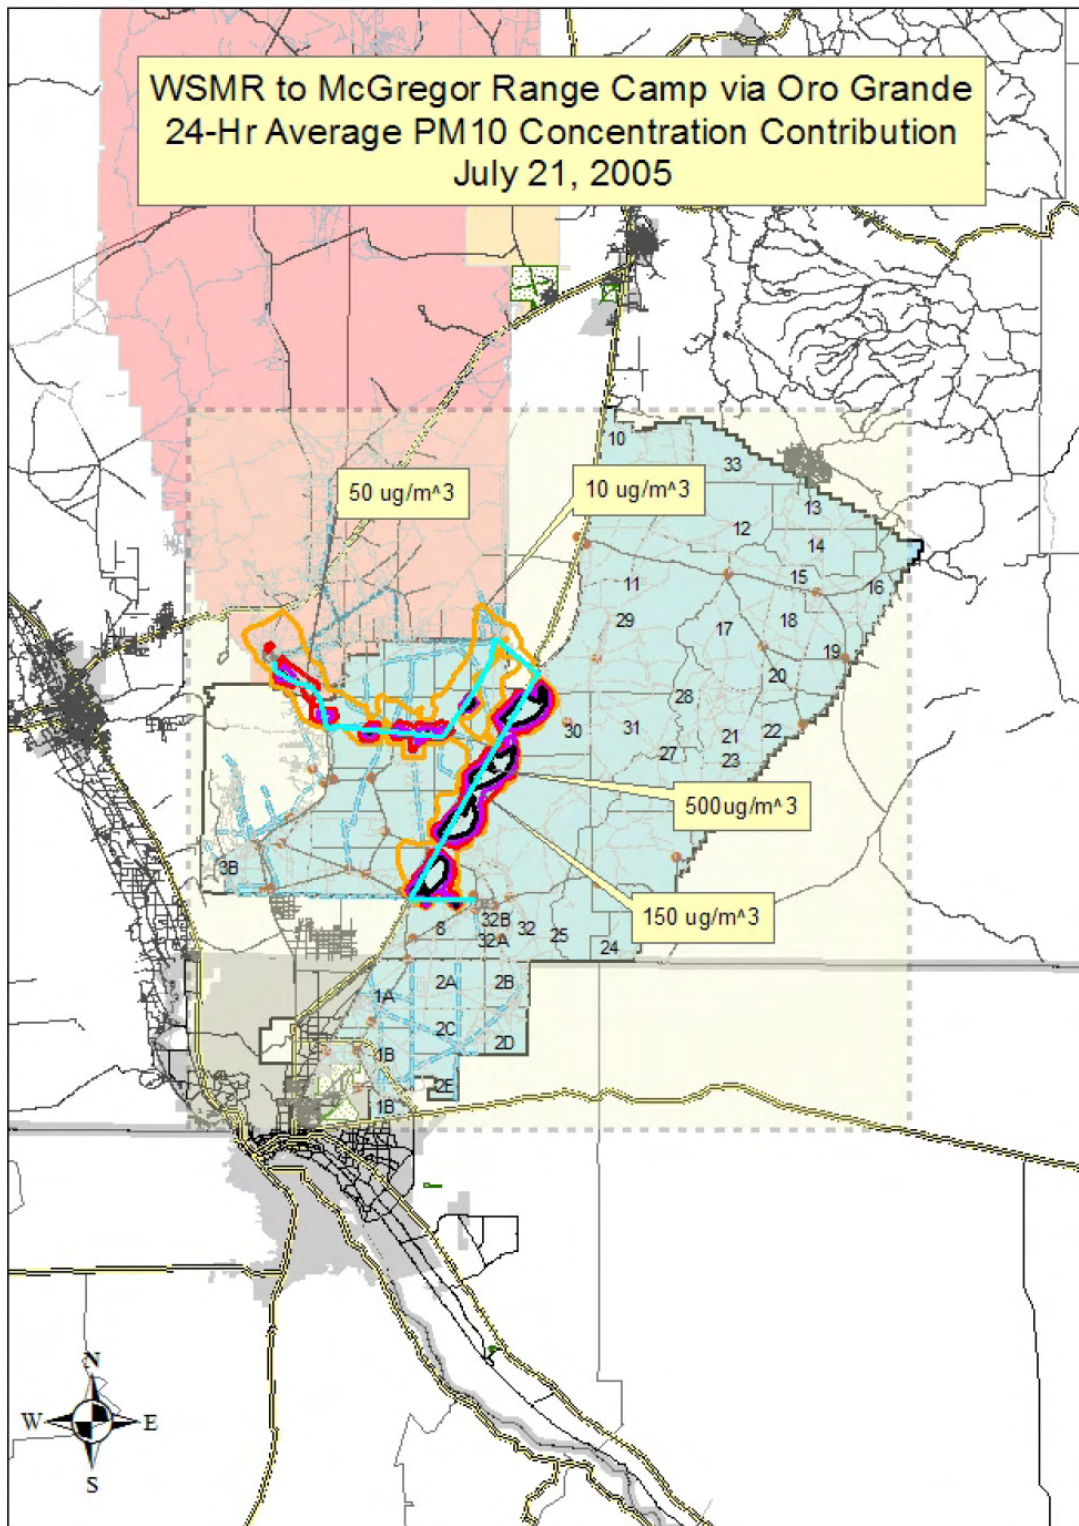 WSMR to McGregor Range Camp via Oro Grande
24-Hr Average PM10 Concentration Contribution
July 21, 2005
10
33
50 ug/m^3
10 ug/m^3
13
12
14
11
15
16
29
17
18
19
20
28
30
31
21
22
27
23
500ug/m^3
3B
150 ug/m^3
8
32B
32
32A
25
24
2A
2B
1A
2C
2D
1B
2E
1B
N
W
E
S